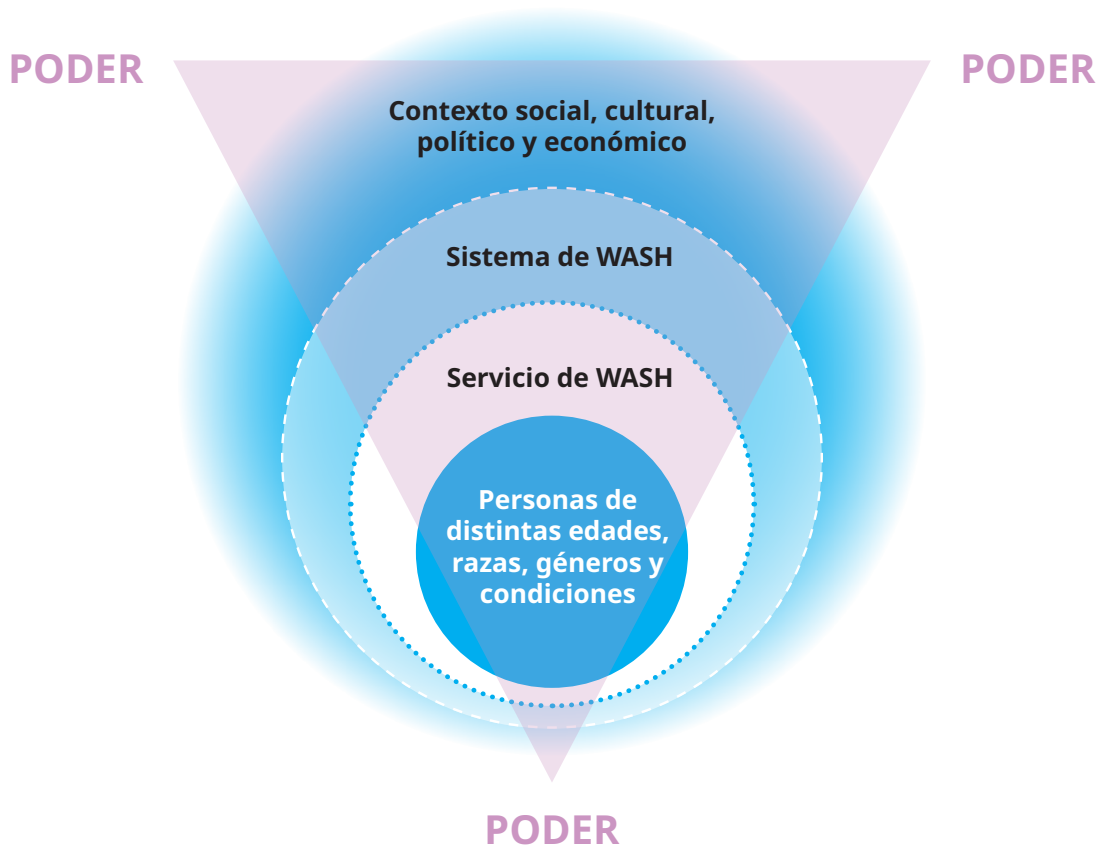 PODER
PODER
Contexto social, cultural,
político y económico
Sistema de WASH
Servicio de WASH
Personas de
distintas edades,
razas, géneros y
condiciones
PODER